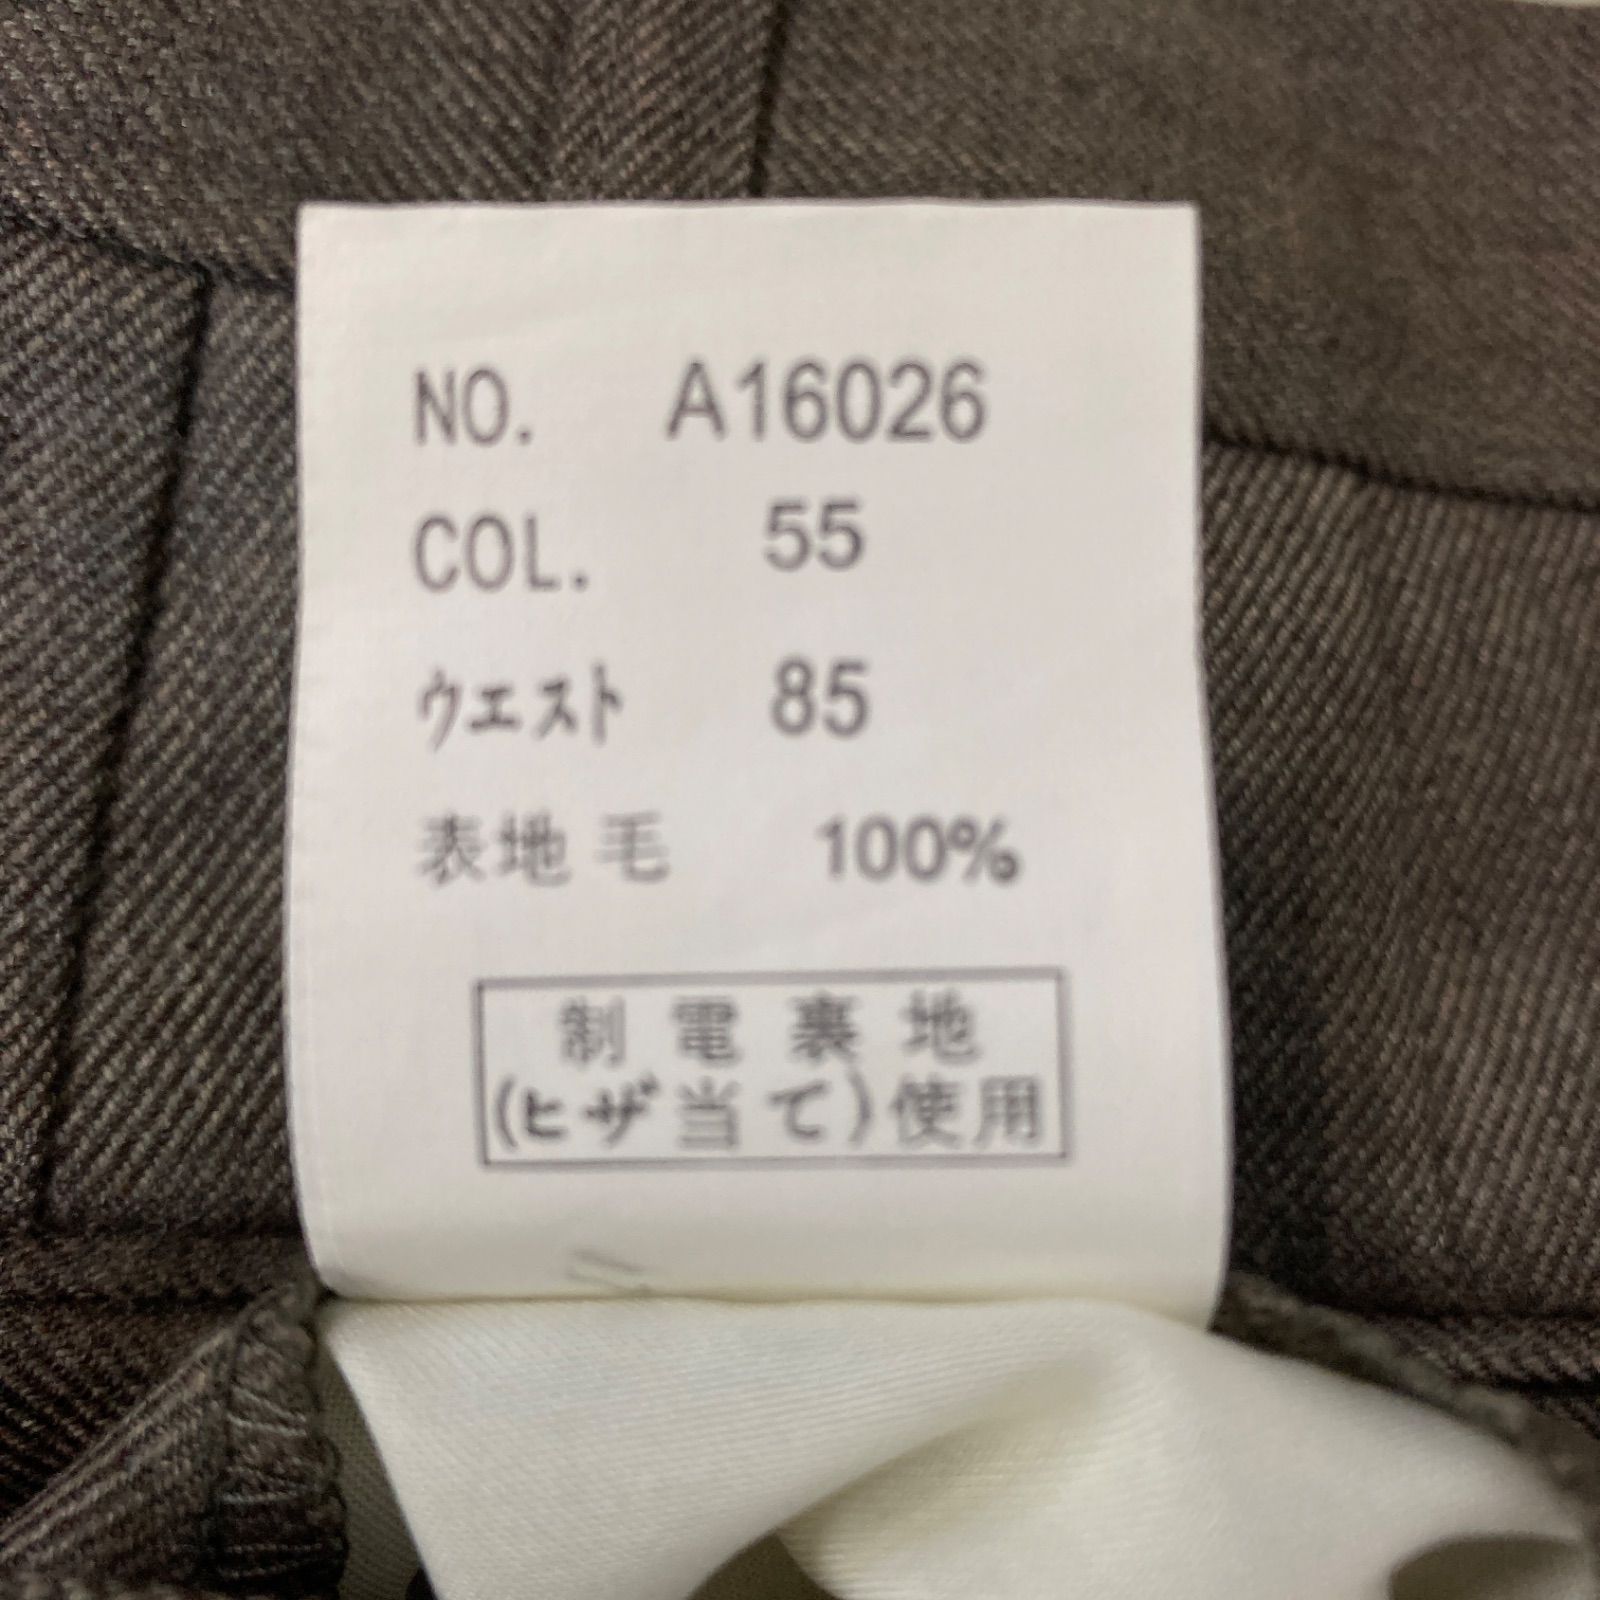 NO. A16026
COL. 55
ウエスト 85
表地 毛 100%
制電裏地
(ヒザ当て)使用